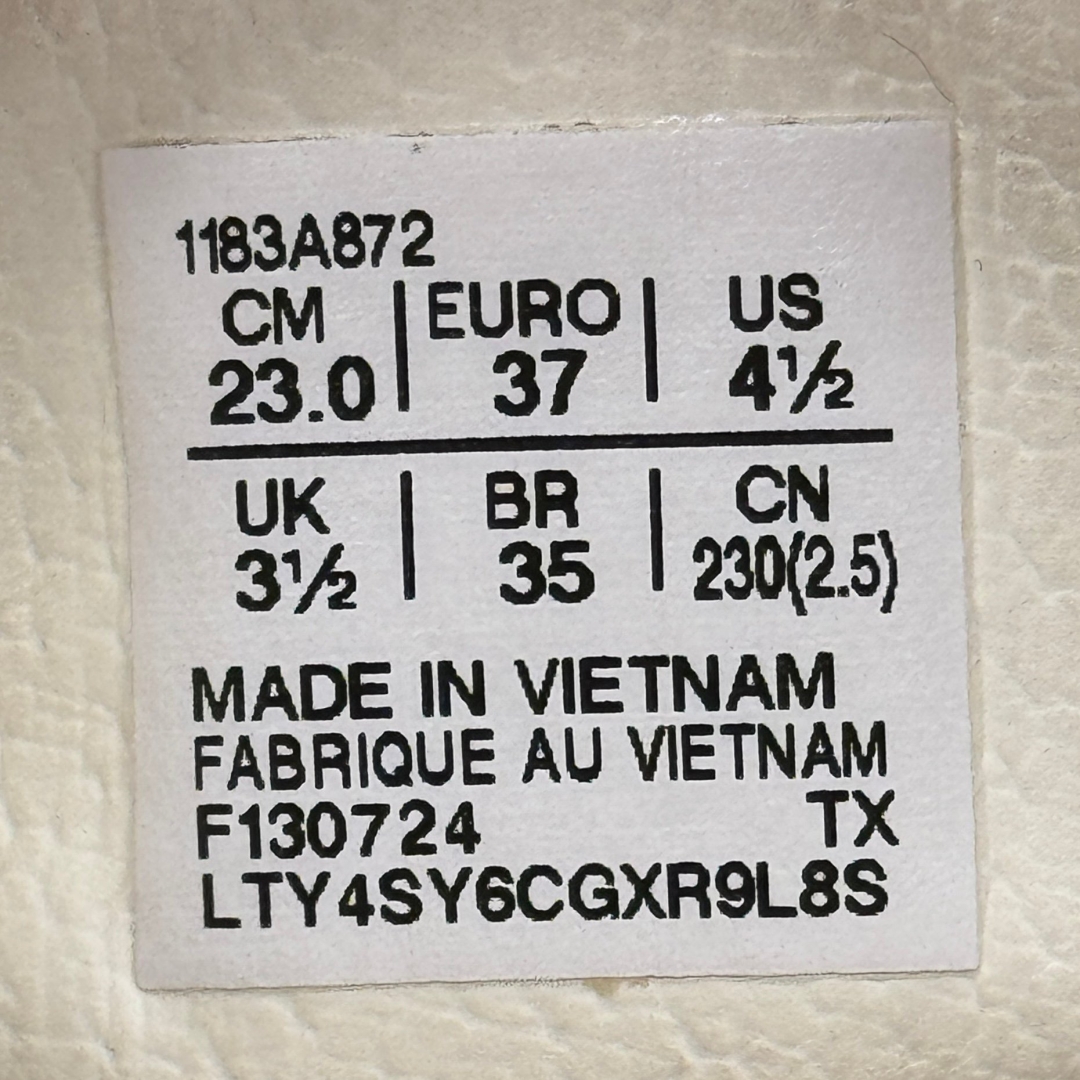 1183A872
CM | EURO | US
23.0 | 37 | 4½
UK | BR | CN
3½ | 35 | 230(2.5)
MADE IN VIETNAM
FABRIQUE AU VIETNAM
F130724 TX
LTY4SY6CGXR9L8S